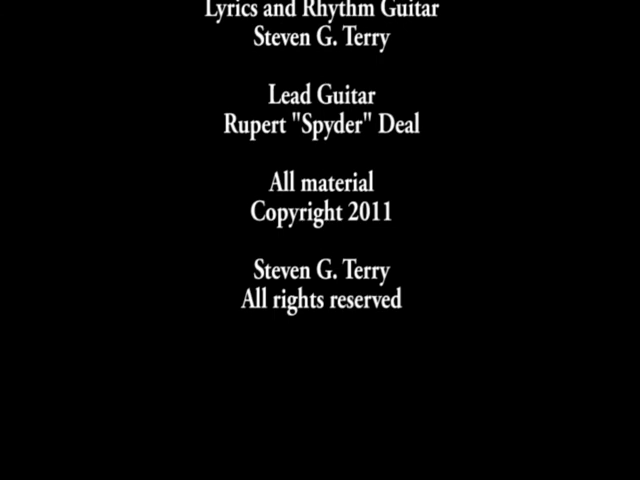 Lyrics and Rhythm Guitar
Steven G. Terry
Lead Guitar
Rupert "Spyder" Deal
All material
Copyright 2011
Steven G. Terry
All rights reserved